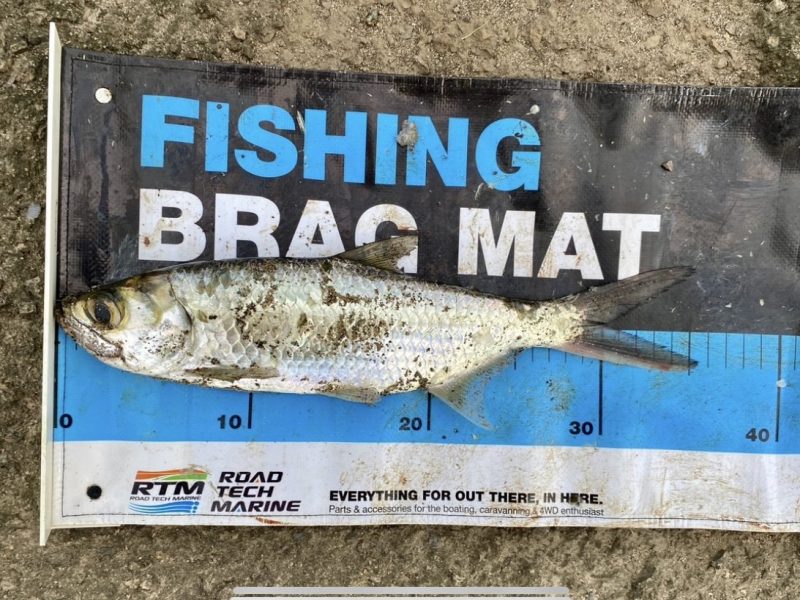 FISHING
BRAG MAT
0 10 20 30 40
RTM
ROAD TECH MARINE
ROAD
TECH
MARINE
EVERYTHING FOR OUT THERE, IN HERE.
Parts & accessories for the boating, caravanning & 4WD enthusiast